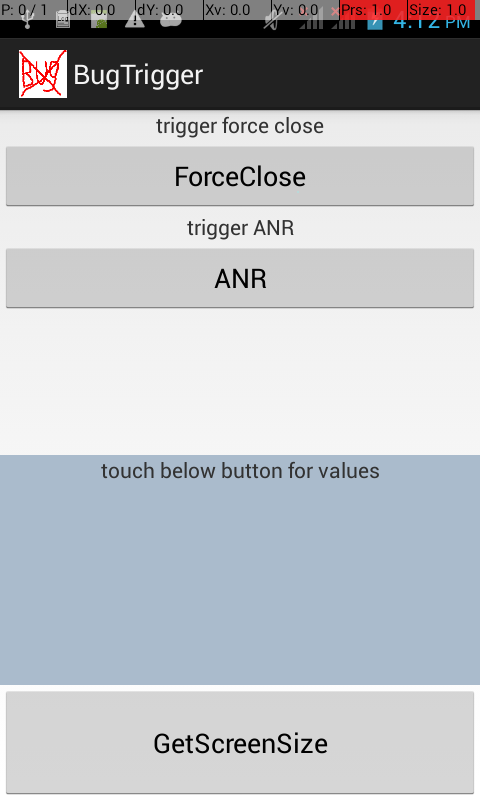 P: 0 / 1 dX: 0.0 dY: 0.0 Xv: 0.0 Yv: 0.0 Prs: 1.0 Size: 1.0
4:12 PM
BUG BugTrigger
trigger force close
ForceClose
trigger ANR
ANR
touch below button for values
GetScreenSize